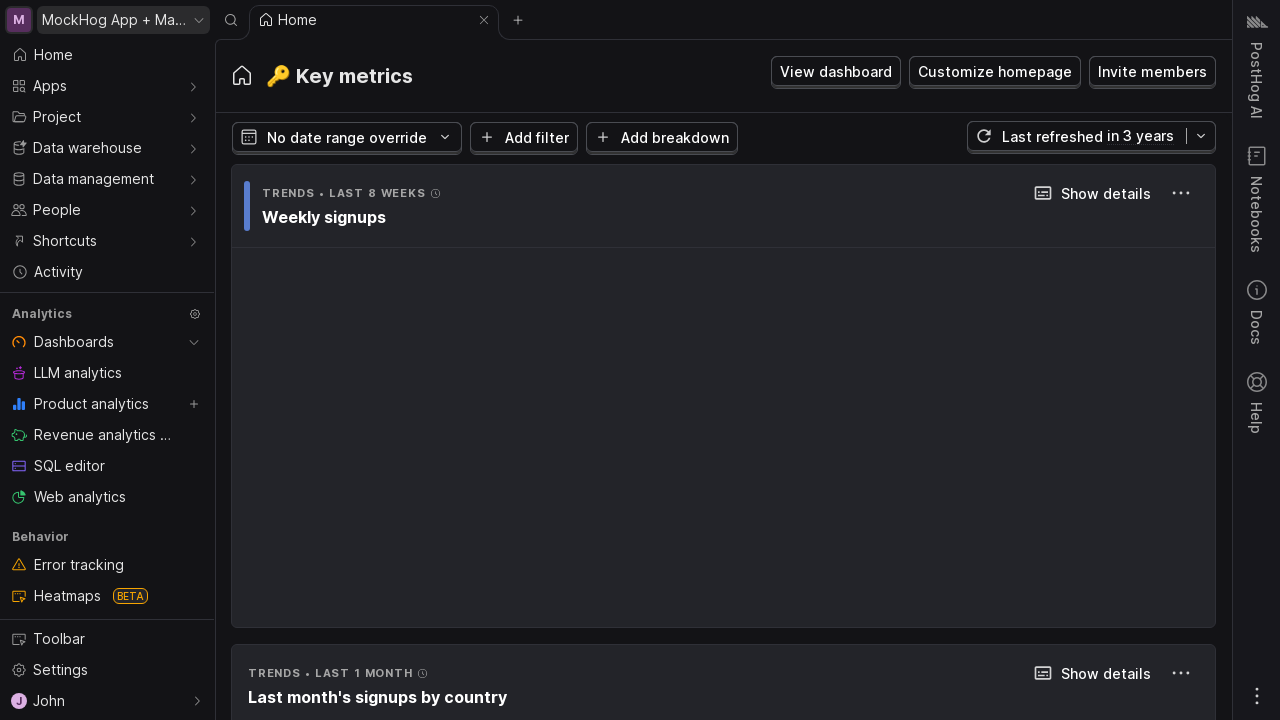 M
MockHog App + Ma...
Home
Apps
Project
Data warehouse
Data management
People
Shortcuts
Activity
Analytics
Dashboards
LLM analytics
Product analytics
Revenue analytics ...
SQL editor
Web analytics
Behavior
Error tracking
Heatmaps BETA
Toolbar
Settings
J John
Home
🔑 Key metrics
View dashboard
Customize homepage
Invite members
No date range override
Add filter
Add breakdown
Last refreshed in 3 years
TRENDS • LAST 8 WEEKS
Show details
Weekly signups
TRENDS • LAST 1 MONTH
Show details
Last month's signups by country
PostHog AI
Notebooks
Docs
Help